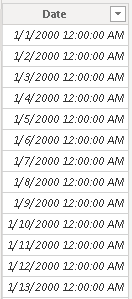 Date
1/1/2000 12:00:00 AM
1/2/2000 12:00:00 AM
1/3/2000 12:00:00 AM
1/4/2000 12:00:00 AM
1/5/2000 12:00:00 AM
1/6/2000 12:00:00 AM
1/7/2000 12:00:00 AM
1/8/2000 12:00:00 AM
1/9/2000 12:00:00 AM
1/10/2000 12:00:00 AM
1/11/2000 12:00:00 AM
1/12/2000 12:00:00 AM
1/13/2000 12:00:00 AM